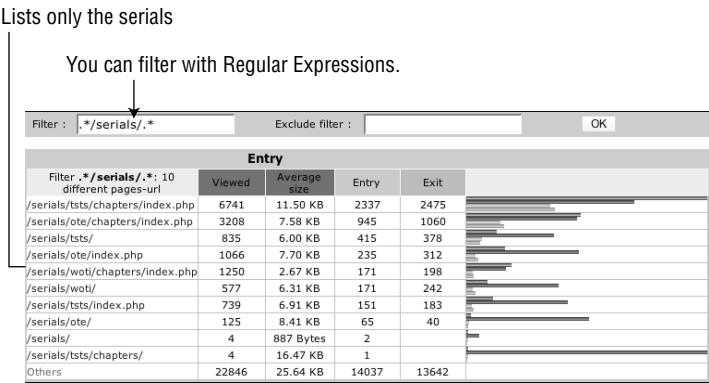 Lists only the serials
You can filter with Regular Expressions.
Filter : .*/serials/.* Exclude filter : OK
Entry
Filter .*/serials/.*: 10 different pages-url Viewed Average size Entry Exit
/serials/tsts/chapters/index.php 6741 11.50 KB 2337 2475
/serials/ote/chapters/index.php 3208 7.58 KB 945 1060
/serials/tsts/ 835 6.00 KB 415 378
/serials/ote/index.php 1066 7.70 KB 235 312
/serials/woti/chapters/index.php 1250 2.67 KB 171 198
/serials/woti/ 577 6.31 KB 171 242
/serials/tsts/index.php 739 6.91 KB 151 183
/serials/ote/ 125 8.41 KB 65 40
/serials/ 4 887 Bytes 2
/serials/tsts/chapters/ 4 16.47 KB 1
Others 22846 25.64 KB 14037 13642